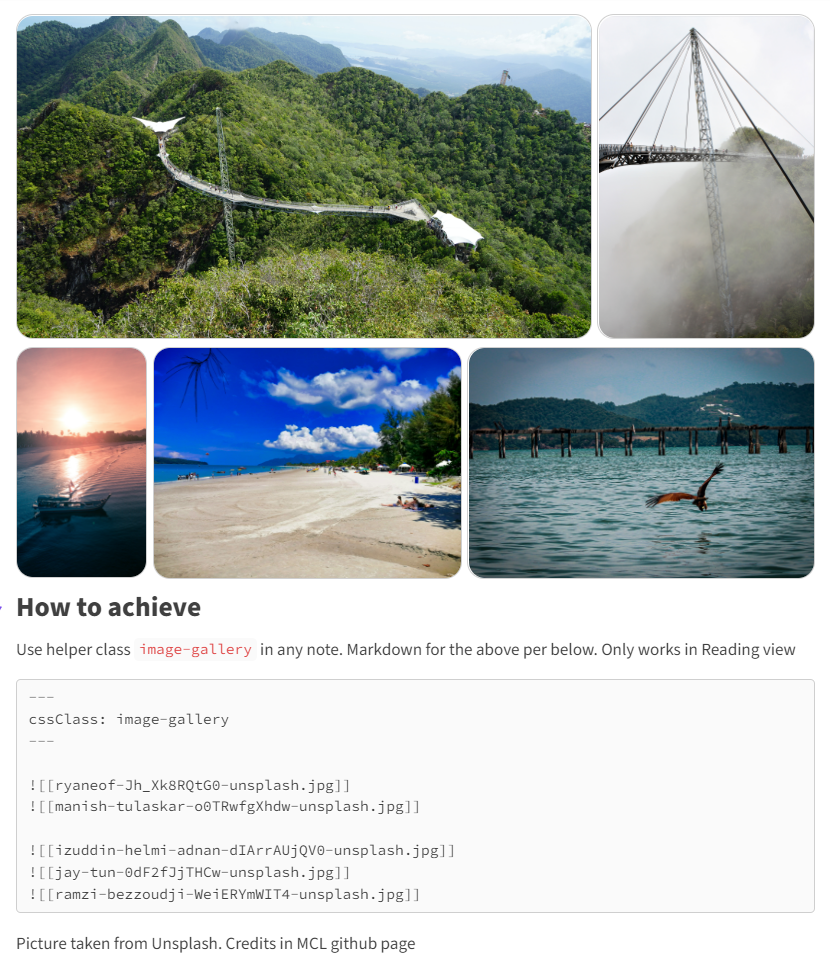 How to achieve
Use helper class image-gallery in any note. Markdown for the above per below. Only works in Reading view
---
cssClass: image-gallery
---
![[ryaneof-Jh_Xk8RQtG0-unsplash.jpg]]
![[manish-tulaskar-o0TRwfgXhdw-unsplash.jpg]]
![[izuddin-helmi-adnan-dIArrAUjQV0-unsplash.jpg]]
![[jay-tun-0dF2fJjTHCw-unsplash.jpg]]
![[ramzi-bezzoudji-WeiERYmWIT4-unsplash.jpg]]
Picture taken from Unsplash. Credits in MCL github page